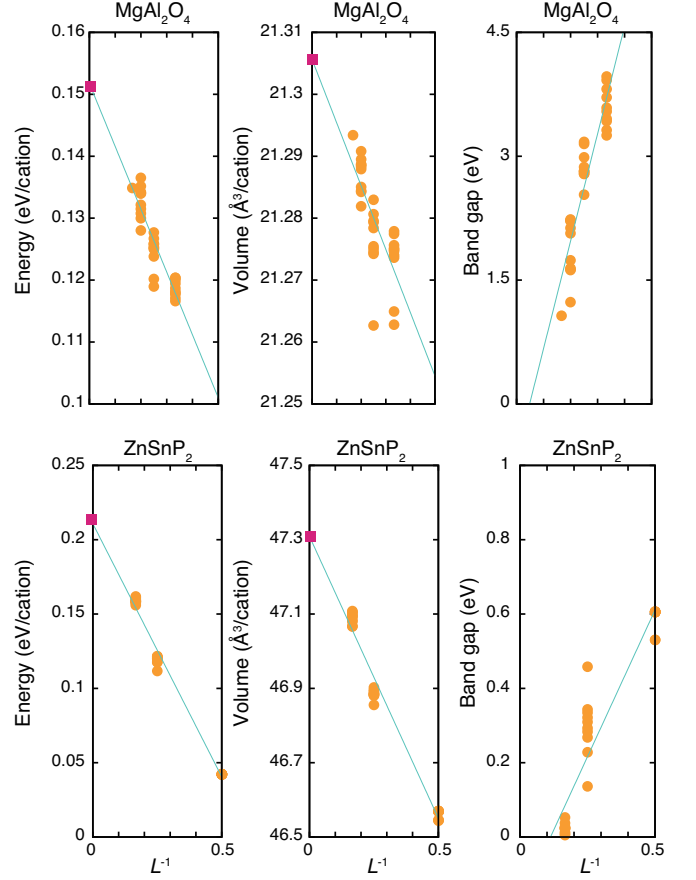 MgAl₂O₄
MgAl₂O₄
MgAl₂O₄
Energy (eV/cation)
0.16
0.15
0.14
0.13
0.12
0.11
0.1
Volume (Å³/cation)
21.31
21.3
21.29
21.28
21.27
21.26
21.25
Band gap (eV)
4.5
3
1.5
0
ZnSnP₂
ZnSnP₂
ZnSnP₂
Energy (eV/cation)
0.25
0.2
0.15
0.1
0.05
0
0
0.5
L⁻¹
Volume (Å³/cation)
47.5
47.3
47.1
46.9
46.7
46.5
0
0.5
L⁻¹
Band gap (eV)
1
0.8
0.6
0.4
0.2
0
0
0.5
L⁻¹